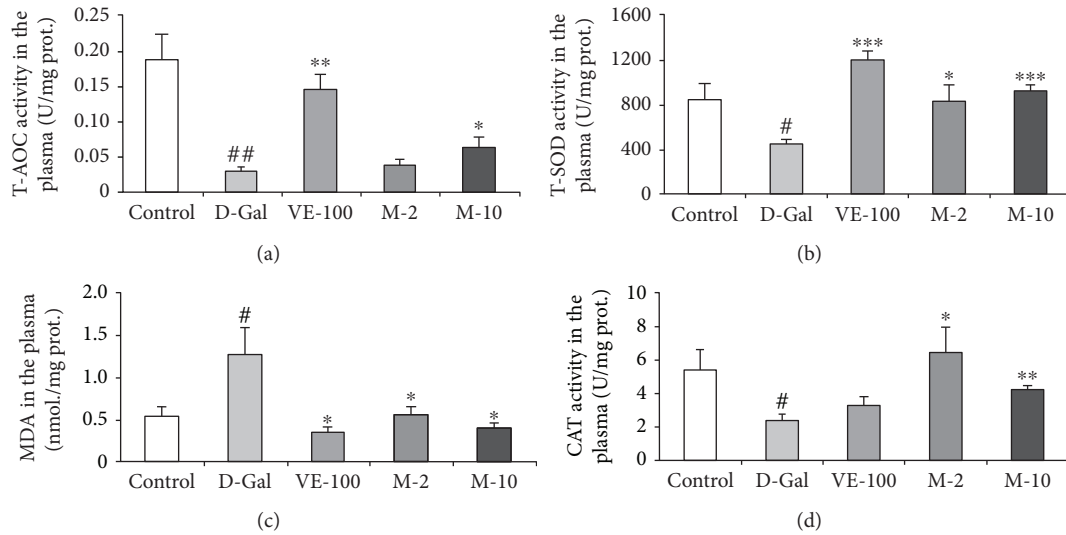 T-AOC activity in the
plasma (U/mg prot.)
0.25
0.20
0.15
0.10
0.05
0
##
**
*
Control D-Gal VE-100 M-2 M-10
(a)
T-SOD activity in the
plasma (U/mg prot.)
1600
1200
800
400
0
#
***
*
***
Control D-Gal VE-100 M-2 M-10
(b)
MDA in the plasma
(nmol./mg prot.)
2.0
1.5
1.0
0.5
0
#
*
*
*
Control D-Gal VE-100 M-2 M-10
(c)
CAT activity in the
plasma (U/mg prot.)
10
8
6
4
2
0
#
*
**
Control D-Gal VE-100 M-2 M-10
(d)